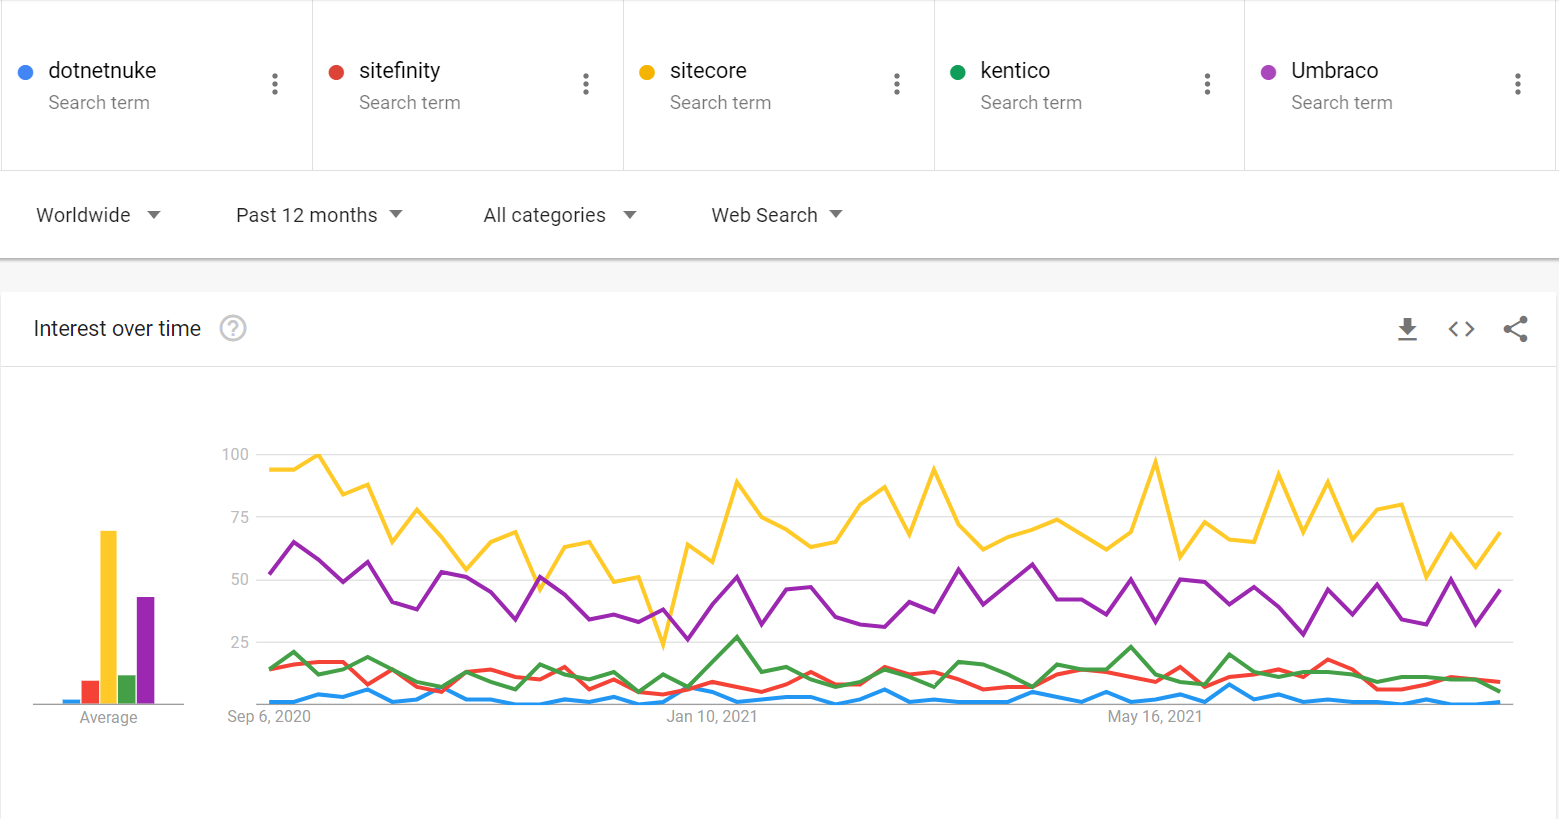 dotnetnuke
Search term
sitefinity
Search term
sitecore
Search term
kentico
Search term
Umbraco
Search term
Worldwide
Past 12 months
All categories
Web Search
Interest over time
?
100
75
50
25
Average
Sep 6, 2020
Jan 10, 2021
May 16, 2021